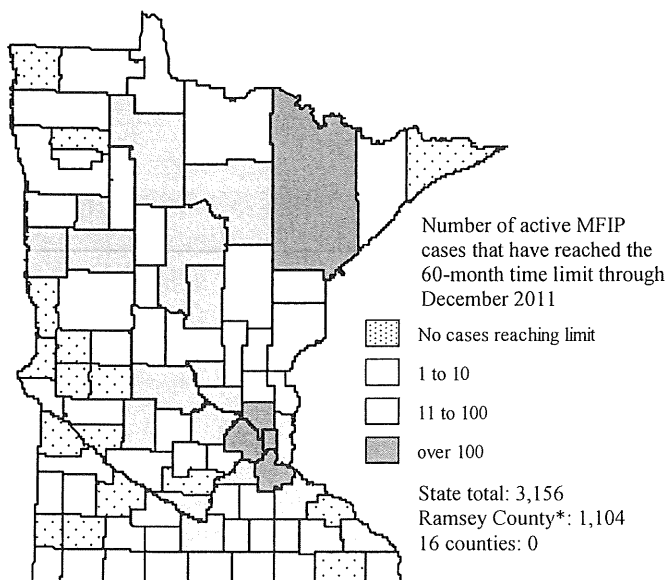 Number of active MFIP
cases that have reached the
60-month time limit through
December 2011
No cases reaching limit
1 to 10
11 to 100
over 100
State total: 3,156
Ramsey County*: 1,104
16 counties: 0